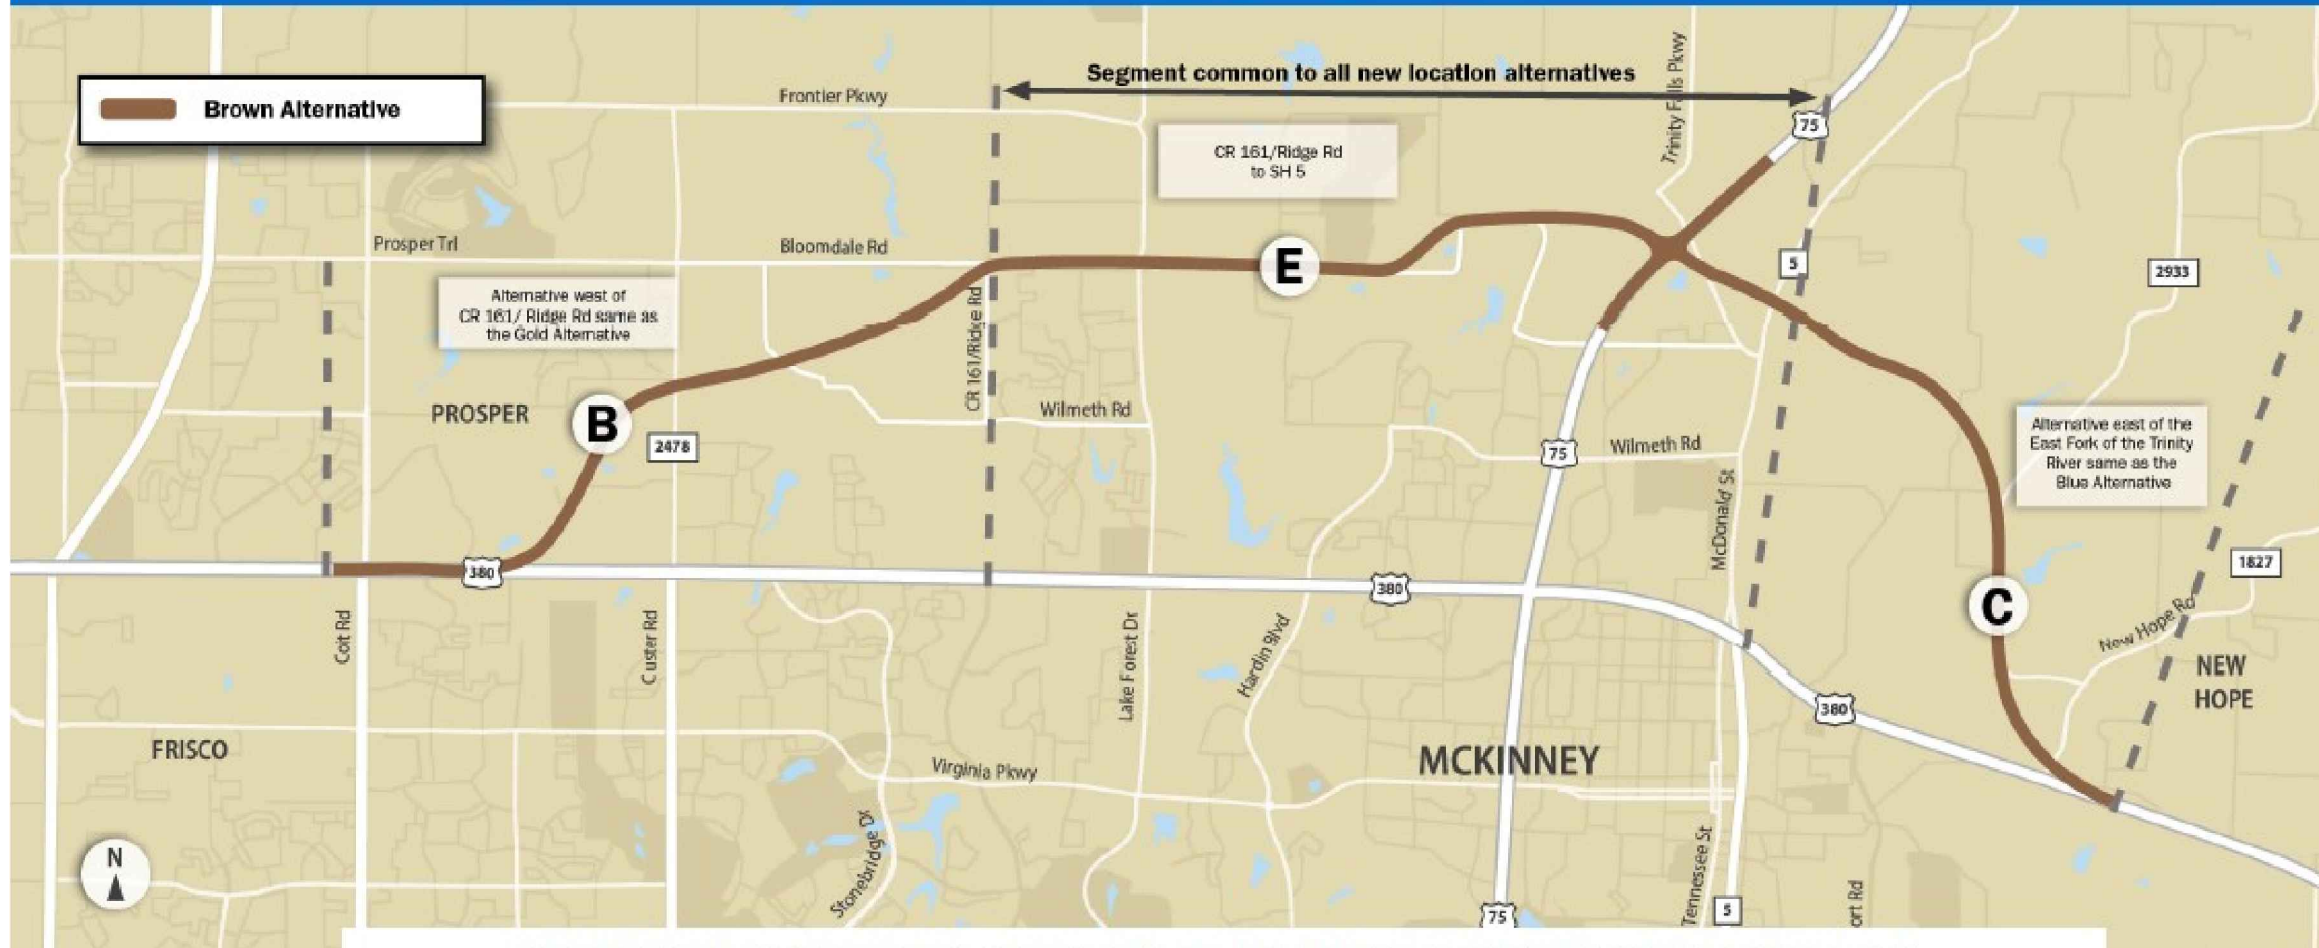 Segment common to all new location alternatives
Brown Alternative
Frontier Pkwy
Trinity Falls Pkwy
75
CR 161/Ridge Rd
to SH 5
Prosper Trl
Bloomdale Rd
E
5
2933
Alternative west of
CR 161/ Ridge Rd same as
the Gold Alternative
CR 161/Ridge Rd
PROSPER
B
2478
Wilmeth Rd
75
Wilmeth Rd
McDonald St
Alternative east of the
East Fork of the Trinity
River same as the
Blue Alternative
380
380
1827
C
New Hope Rd
NEW
HOPE
Coit Rd
Custer Rd
Lake Forest Dr
Hardin Blvd
380
FRISCO
Virginia Pkwy
MCKINNEY
N
Stonebridge Dr
Tennessee St
75
5
ort Rd